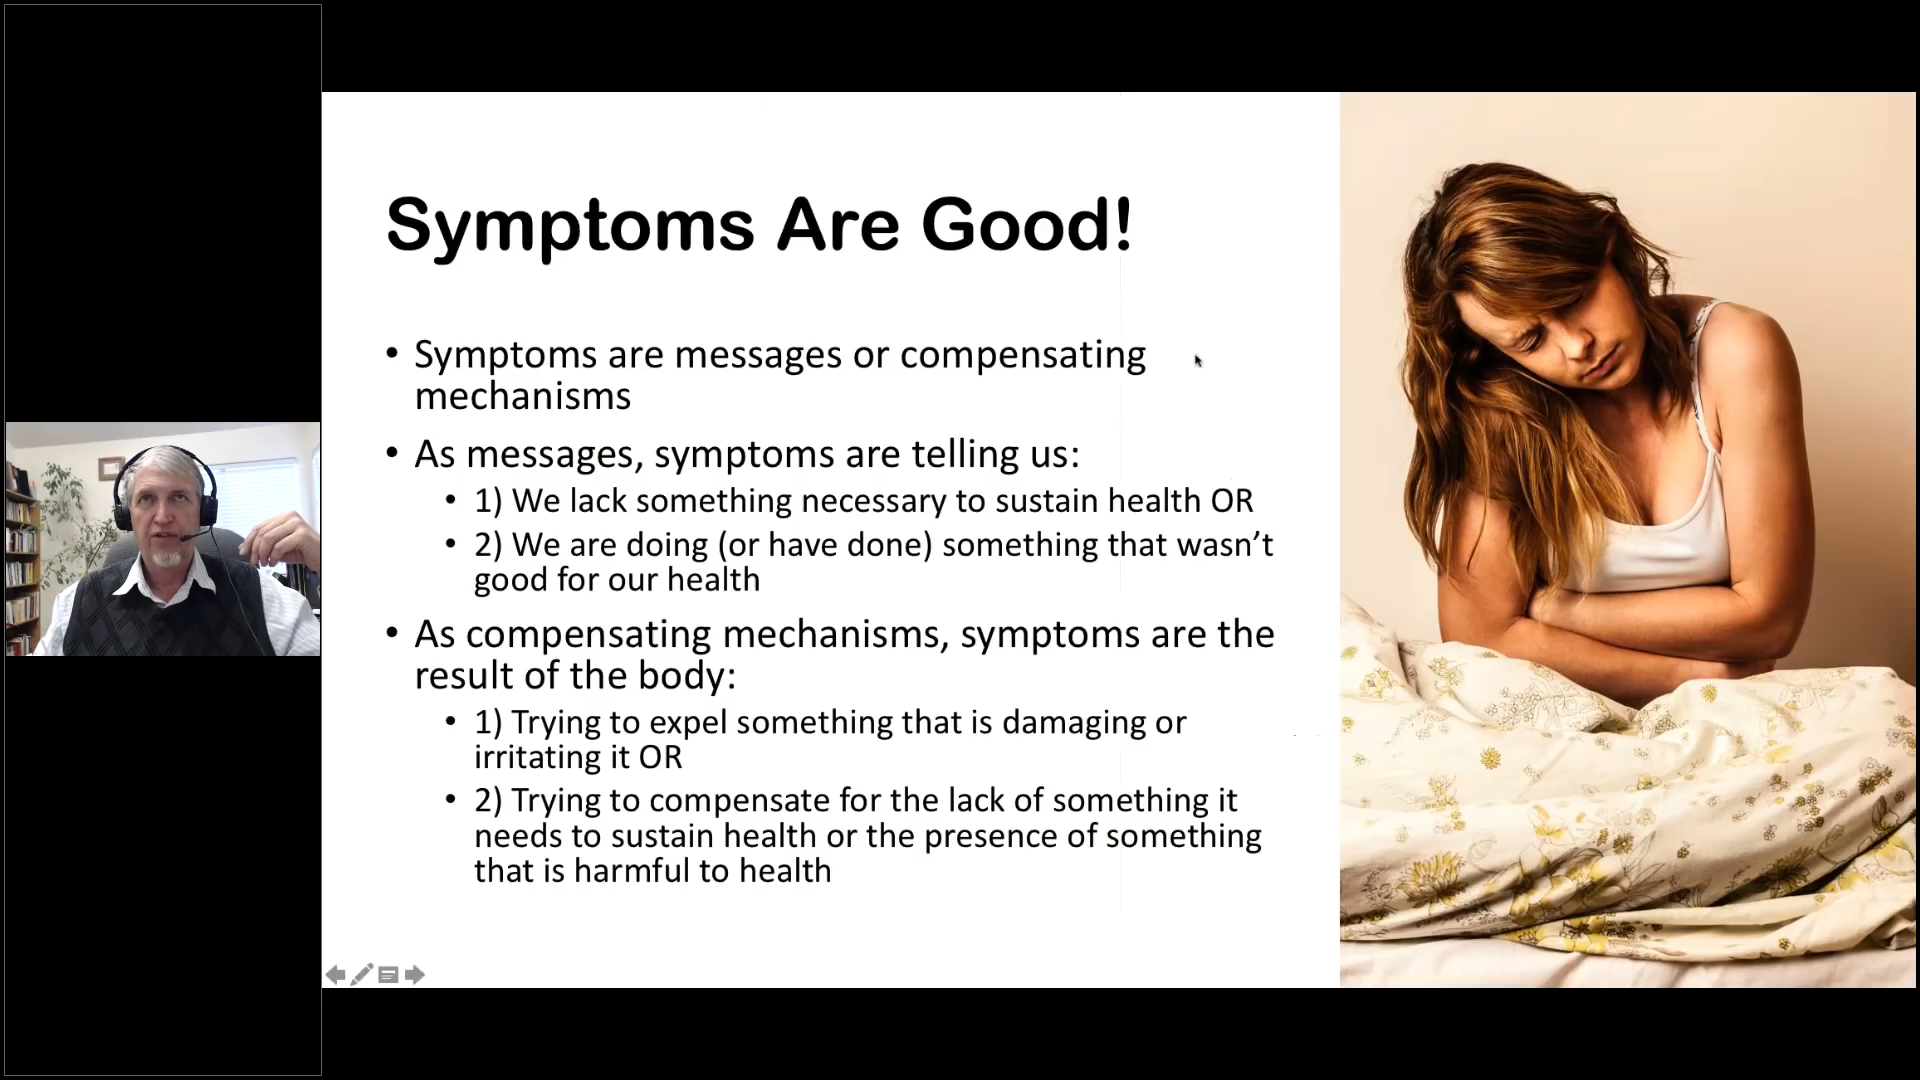 Symptoms Are Good!
• Symptoms are messages or compensating
mechanisms
• As messages, symptoms are telling us:
• 1) We lack something necessary to sustain health OR
• 2) We are doing (or have done) something that wasn’t
good for our health
• As compensating mechanisms, symptoms are the
result of the body:
• 1) Trying to expel something that is damaging or
irritating it OR
• 2) Trying to compensate for the lack of something it
needs to sustain health or the presence of something
that is harmful to health